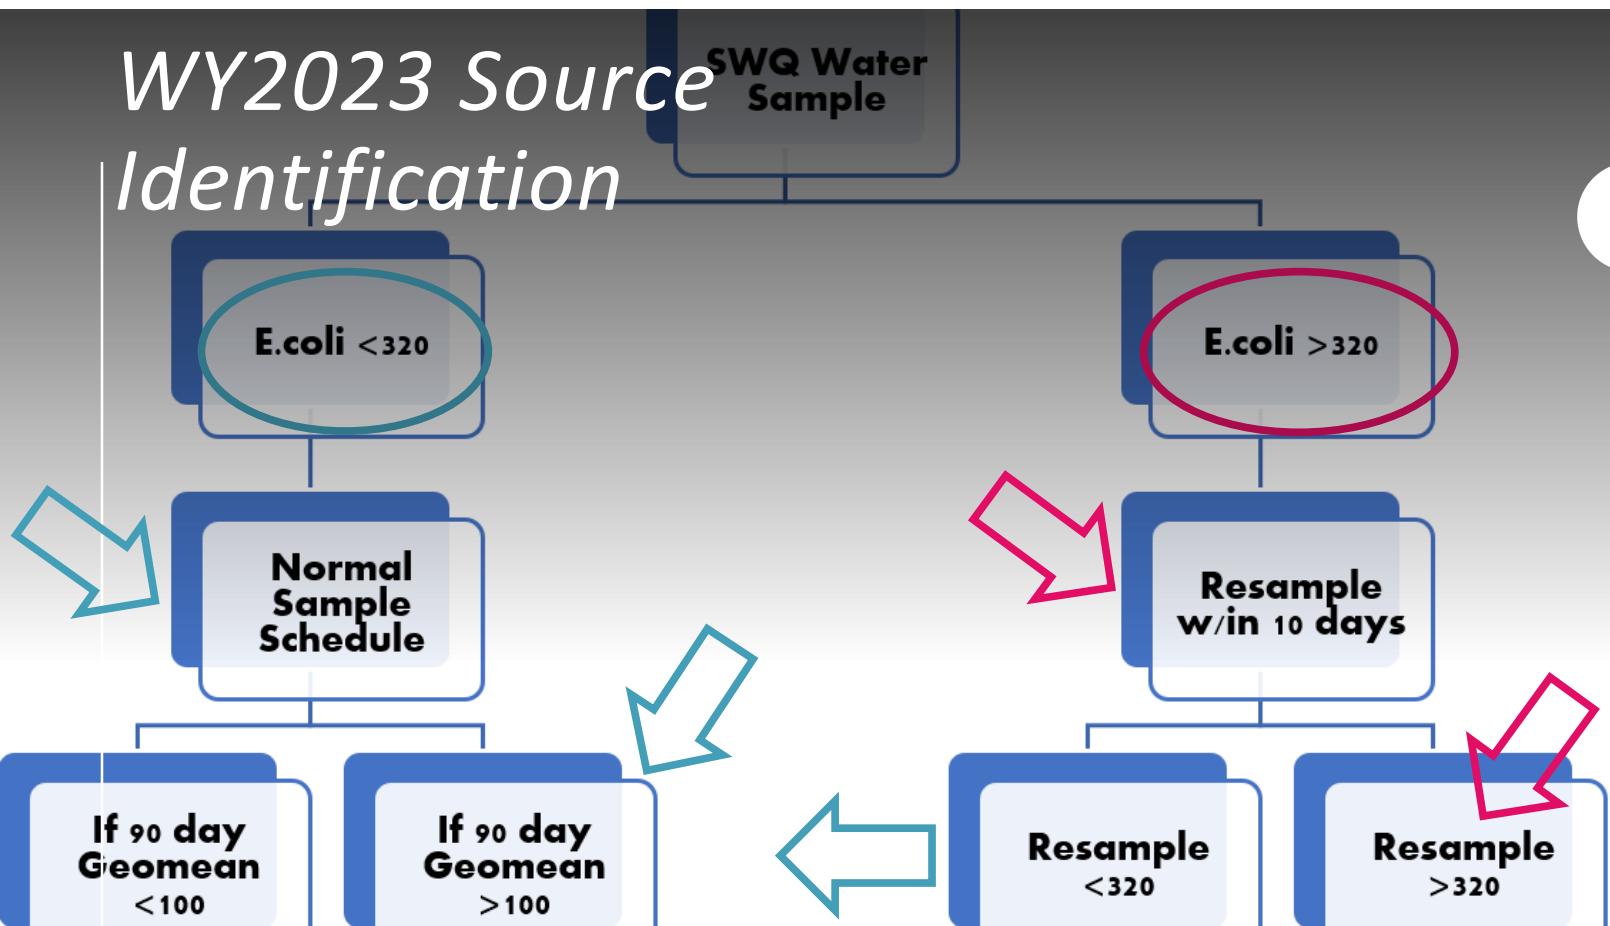 WY2023 Source
Identification
SWQ Water
Sample
E.coli <320
E.coli >320
Normal
Sample
Schedule
Resample
w/in 10 days
If 90 day
Geomean
<100
If 90 day
Geomean
>100
Resample
<320
Resample
>320